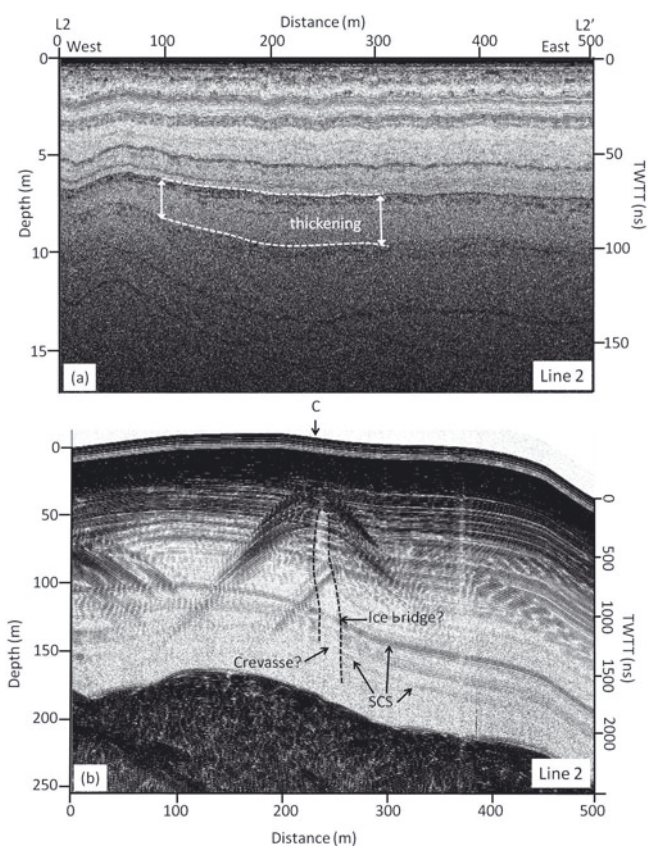 L2 Distance (m) L2'
West East
0 100 200 300 400 500
0 0
5 50
10 100
15 150
Depth (m)
TWTT (ns)
thickening
(a) Line 2
C
0 0
50 500
100 1000
150 1500
200 2000
250
Depth (m)
TWTT (ns)
Ice Bridge?
Crevasse?
SCS
(b) Line 2
0 100 200 300 400 500
Distance (m)